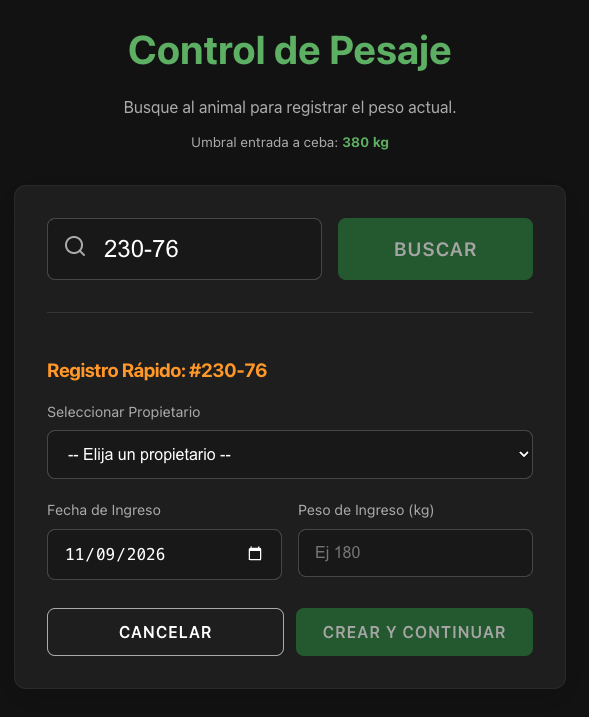 Control de Pesaje
Busque al animal para registrar el peso actual.
Umbral entrada a ceba: 380 kg
230-76
BUSCAR
Registro Rápido: #230-76
Seleccionar Propietario
-- Elija un propietario --
Fecha de Ingreso
Peso de Ingreso (kg)
11/09/2026
Ej 180
CANCELAR
CREAR Y CONTINUAR